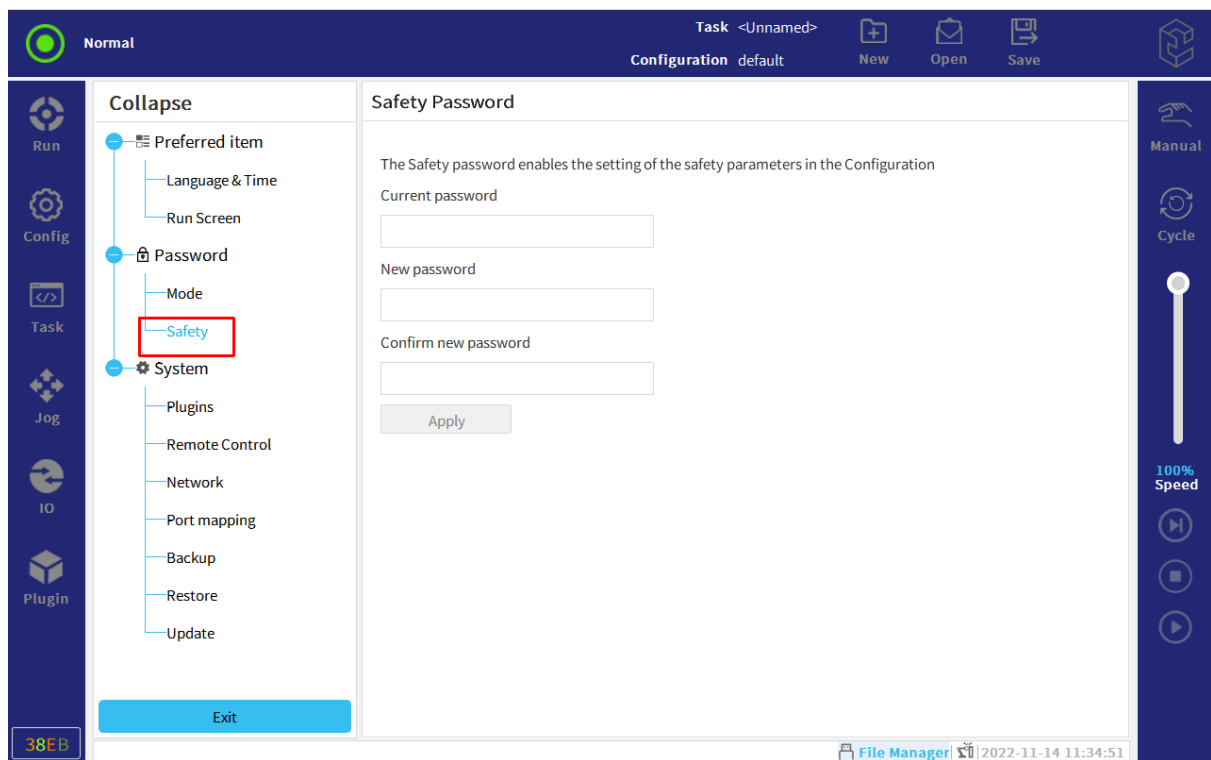 Normal
Task <Unnamed>
Configuration default
New
Open
Save
Run
Config
Task
Jog
IO
Plugin
38EB
Collapse
Preferred item
Language & Time
Run Screen
Password
Mode
Safety
System
Plugins
Remote Control
Network
Port mapping
Backup
Restore
Update
Exit
Safety Password
The Safety password enables the setting of the safety parameters in the Configuration
Current password
New password
Confirm new password
Apply
Manual
Cycle
100%
Speed
File Manager
2022-11-14 11:34:51